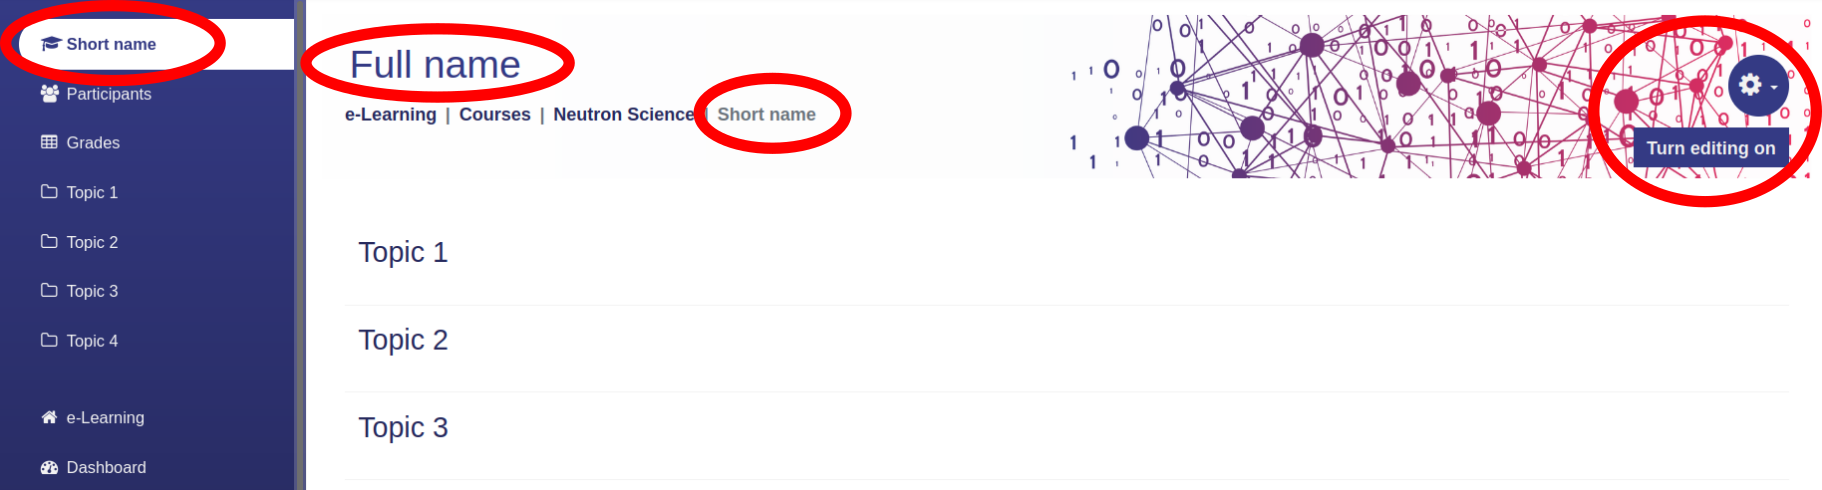 Short name
Participants
Grades
Topic 1
Topic 2
Topic 3
Topic 4
e-Learning
Dashboard
Full name
e-Learning | Courses | Neutron Science | Short name
Turn editing on
Topic 1
Topic 2
Topic 3